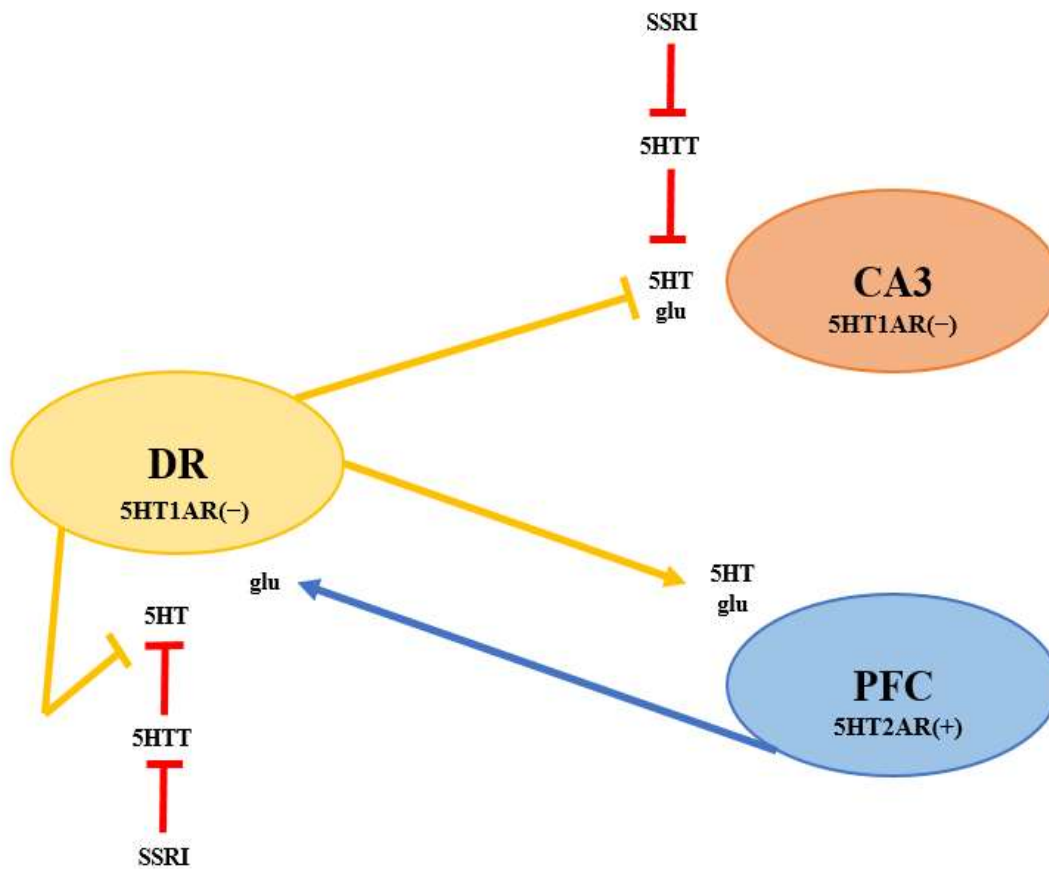 SSRI
5HTT
5HT
glu
CA3
5HT1AR(−)
DR
5HT1AR(−)
glu
5HT
glu
5HT
PFC
5HT2AR(+)
5HTT
SSRI